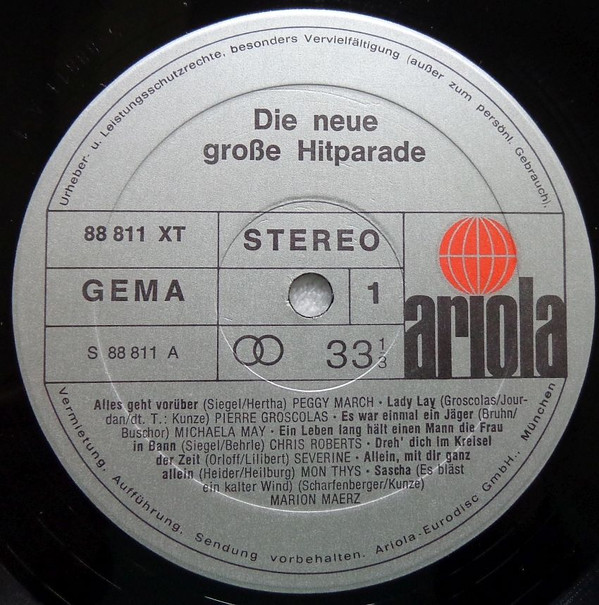 Urheber- u. Leistungsschutzrechte, besonders Vervielfältigung (außer zum persönl. Gebrauch),
Die neue
große Hitparade
88 811 XT
STEREO
GEMA
1
ariola
S 88 811 A
33 1/3
Alles geht vorüber (Siegel/Hertha) PEGGY MARCH · Lady Lay (Groscolas/Jour-
dan/dt. T.: Kunze) PIERRE GROSCOLAS · Es war einmal ein Jäger (Bruhn/
Buschor) MICHAELA MAY · Ein Leben lang hält einen Mann die Frau
in Bann (Siegel/Behrle) CHRIS ROBERTS · Dreh' dich im Kreisel
der Zeit (Orloff/Lilibert) SEVERINE · Allein, mit dir ganz
allein (Heider/Heilburg) MON THYS · Sascha (Es bläst
ein kalter Wind) (Scharfenberger/Kunze)
MARION MAERZ
Vermietung, Aufführung, Sendung vorbehalten. Ariola-Eurodisc GmbH., München